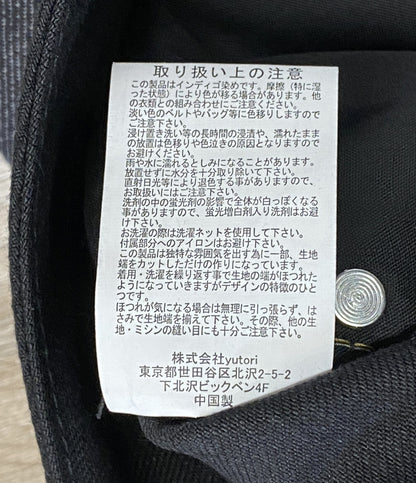 取り扱い上の注意
この製品はインディゴ染めです。摩擦（特に湿
った状態）により色が移る場合があります。他
の衣類との組み合わせにご注意ください。
淡い色のベルトやバッグ等に色移りしますので
ご注意下さい。
浸け置き洗い等の長時間の浸漬や、濡れたまま
の放置は色移りや色泣きの原因となりますので
お避けください。
雨や水に濡れるとしみになることがあります。
放置せずに水分を十分取り除いて下さい。
直射日光等により退色する事がありますので、
お取扱いにはご注意ください。
洗剤の中の蛍光剤の影響で全体が白っぽくなる
事がありますので、蛍光増白剤入り洗剤はお避
け下さい。
お洗濯の際は洗濯ネットを使用して下さい。
付属部分へのアイロンはお避け下さい。
この製品は独特な雰囲気を出す為に一部、生地
端をカットしただけの作りになっています。
着用・洗濯を繰り返す事で生地の端がほつれた
ようになっていきますがデザインの特徴のひと
つです。
ほつれが気になる場合は無理に引っ張らず、は
さみで生地端を揃えて下さい。その際、他の生
地・ミシンの縫い目にも十分ご注意下さい。
株式会社yutori
東京都世田谷区北沢2-5-2
下北沢ビックベン4F
中国製